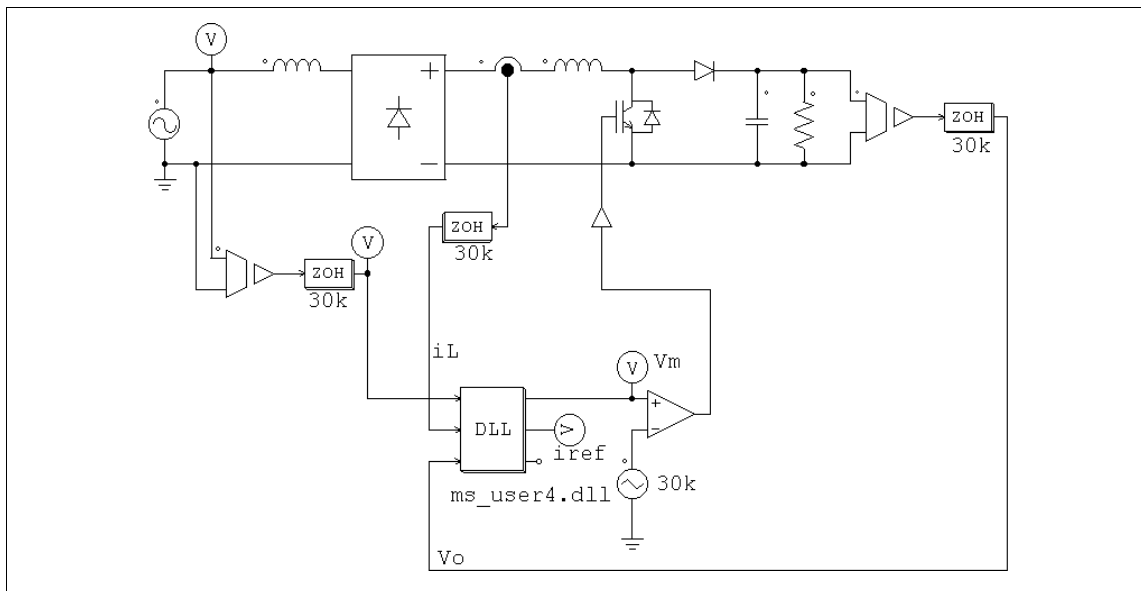 V
ZOH
30k
ZOH
30k
V
ZOH
30k
iL
V
Vm
DLL
V
iref
ms_user4.dll
30k
Vo